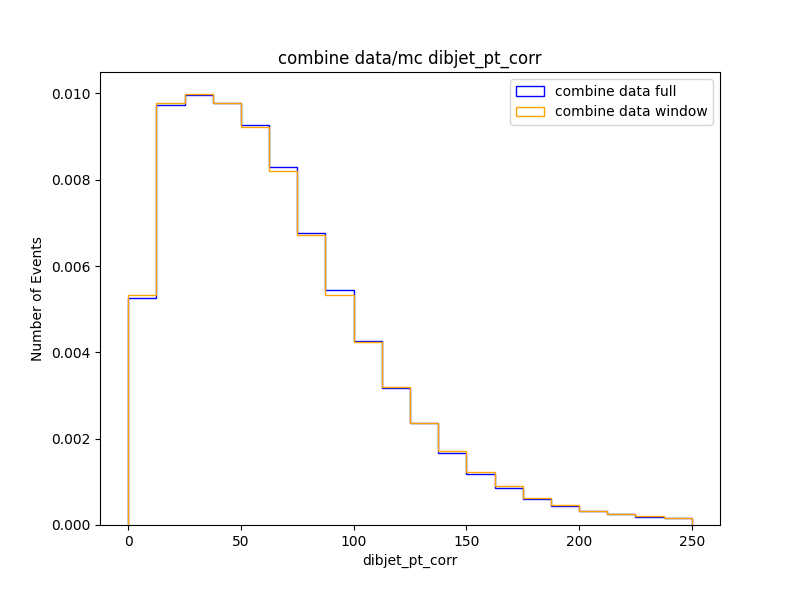 combine data/mc dibjet_pt_corr
combine data full
combine data window
Number of Events
0.010
0.008
0.006
0.004
0.002
0.000
0
50
100
150
200
250
dibjet_pt_corr